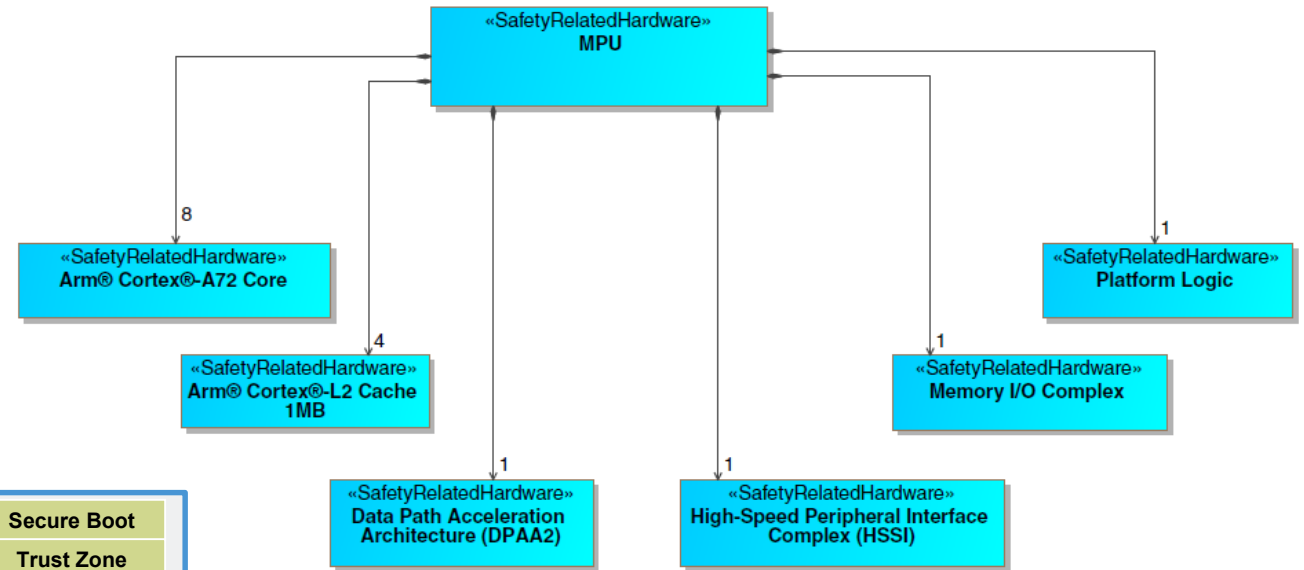 «SafetyRelatedHardware»
MPU
8
«SafetyRelatedHardware»
Arm® Cortex®-A72 Core
1
«SafetyRelatedHardware»
Platform Logic
4
«SafetyRelatedHardware»
Arm® Cortex®-L2 Cache
1MB
1
«SafetyRelatedHardware»
Memory I/O Complex
1
«SafetyRelatedHardware»
Data Path Acceleration
Architecture (DPAA2)
1
«SafetyRelatedHardware»
High-Speed Peripheral Interface
Complex (HSSI)
Secure Boot
Trust Zone